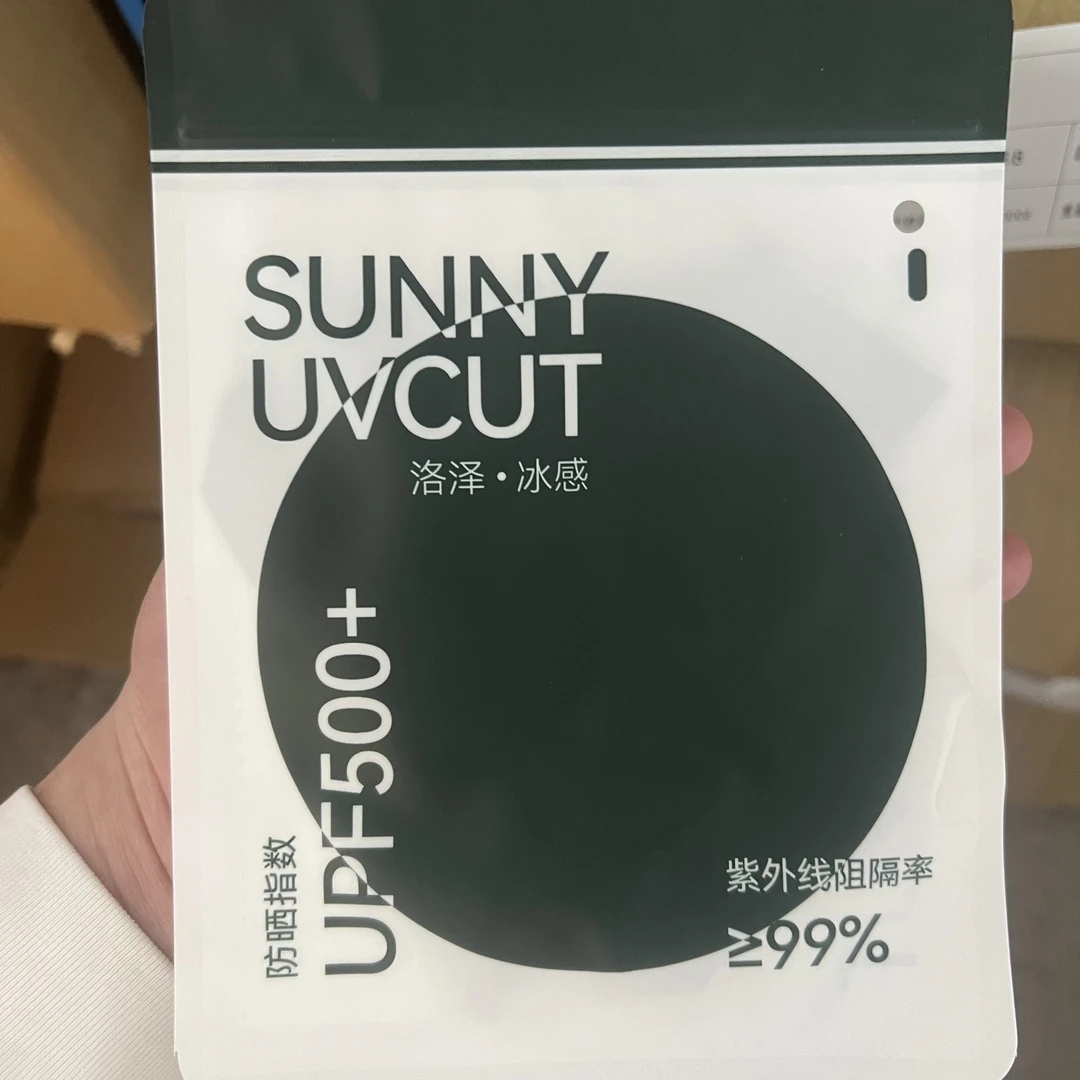 SUNNY
UVCUT
洛泽·冰感
UPF500+
防晒指数
紫外线阻隔率
≥99%